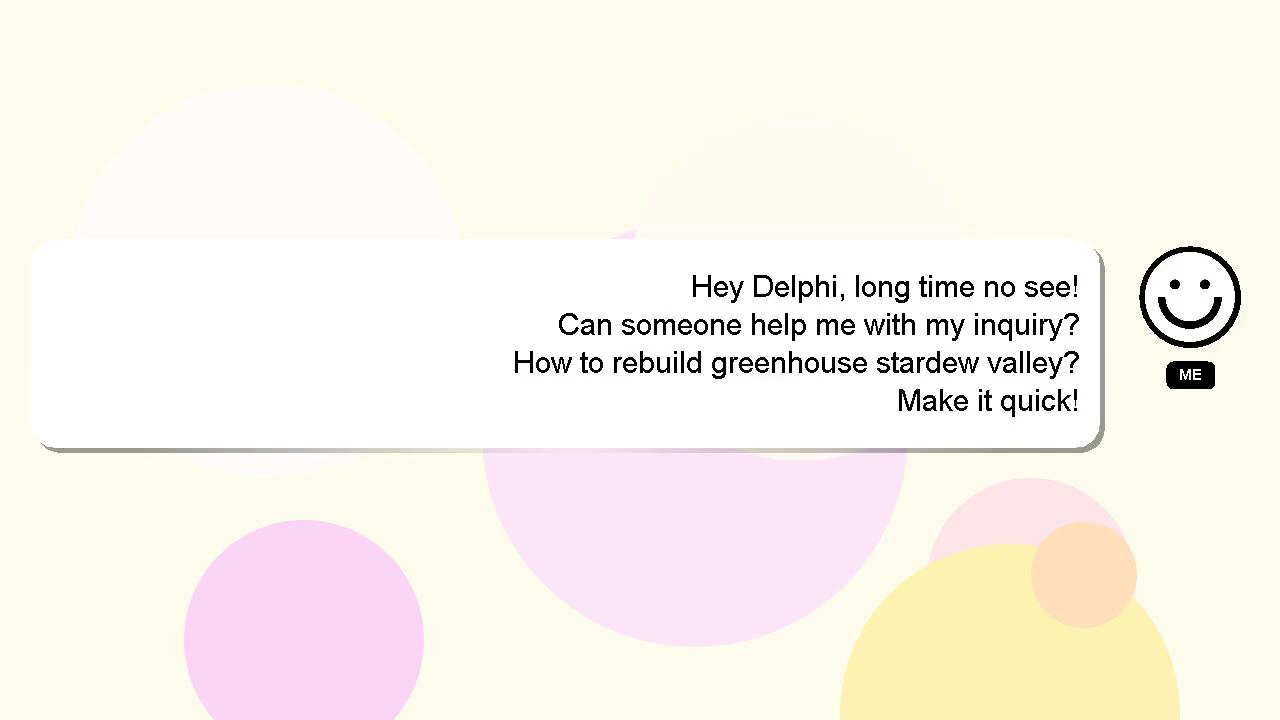 Hey Delphi, long time no see!
Can someone help me with my inquiry?
How to rebuild greenhouse stardew valley?
Make it quick!
ME